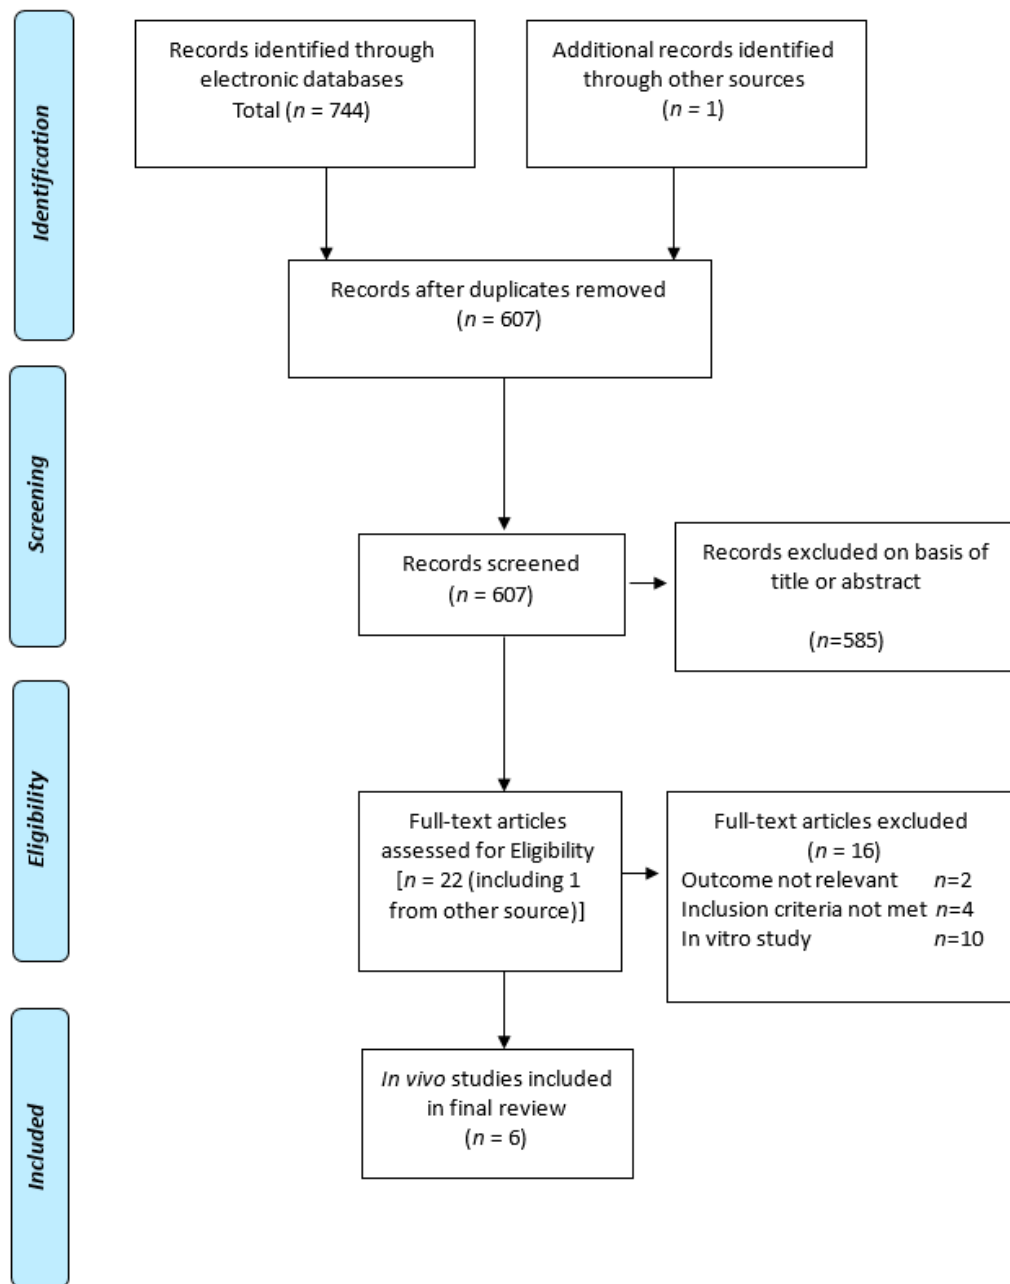 Identification
Records identified through
electronic databases
Total (n = 744)
Additional records identified
through other sources
(n = 1)
Records after duplicates removed
(n = 607)
Screening
Records screened
(n = 607)
Records excluded on basis of
title or abstract
(n=585)
Eligibility
Full-text articles
assessed for Eligibility
[n = 22 (including 1
from other source)]
Full-text articles excluded
(n = 16)
Outcome not relevant n=2
Inclusion criteria not met n=4
In vitro study n=10
Included
In vivo studies included
in final review
(n = 6)